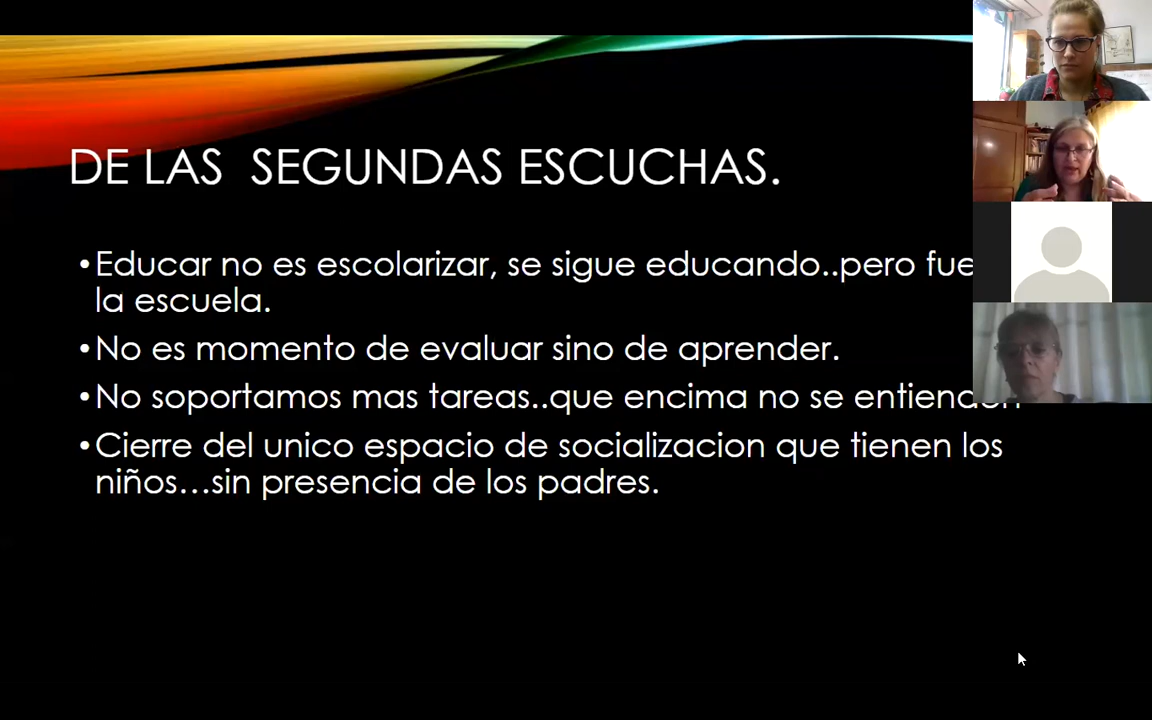 DE LAS SEGUNDAS ESCUCHAS.
•Educar no es escolarizar, se sigue educando..pero
la escuela.
•No es momento de evaluar sino de aprender.
•No soportamos mas tareas..que encima no se entienden
•Cierre del unico espacio de socializacion que tienen los
niños...sin presencia de los padres.